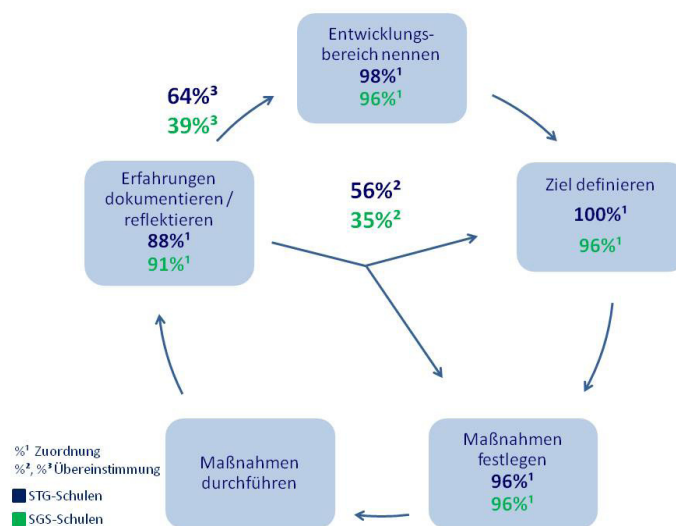 Entwicklungs-
bereich nennen
98%¹
96%¹
64%³
39%³
Erfahrungen
dokumentieren /
reflektieren
88%¹
91%¹
56%²
35%²
Ziel definieren
100%¹
96%¹
Maßnahmen
durchführen
Maßnahmen
festlegen
96%¹
96%¹
%¹ Zuordnung
%², %³ Übereinstimmung
STG-Schulen
SGS-Schulen